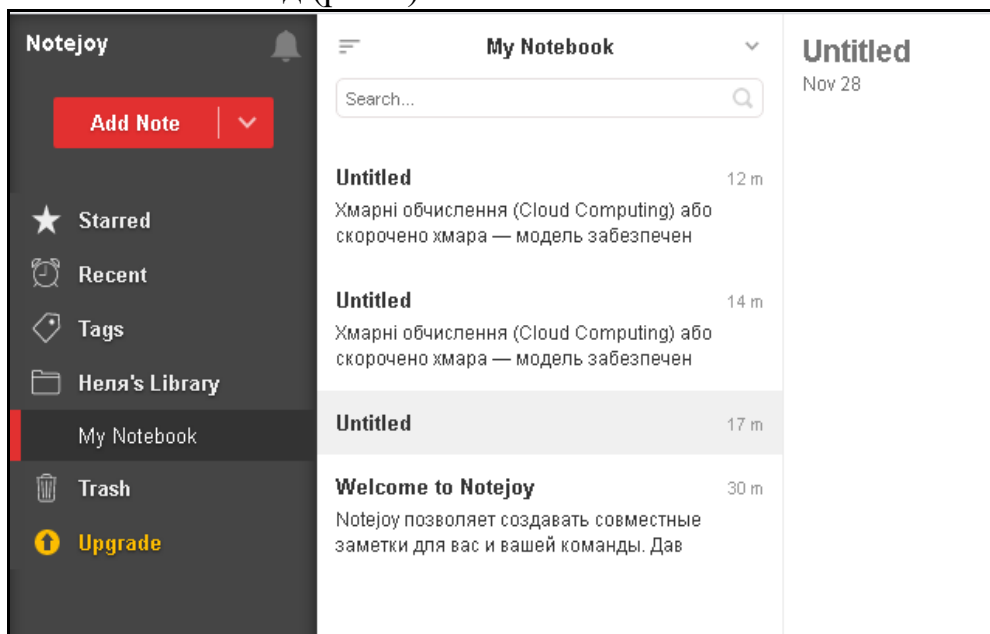 Notejoy
Add Note
Starred
Recent
Tags
Неля's Library
My Notebook
Trash
Upgrade
My Notebook
Search...
Untitled 12 m
Хмарні обчислення (Cloud Computing) або
скорочено хмара — модель забезпечен
Untitled 14 m
Хмарні обчислення (Cloud Computing) або
скорочено хмара — модель забезпечен
Untitled 17 m
Welcome to Notejoy 30 m
Notejoy позволяет создавать совместные
заметки для вас и вашей команды. Дав
Untitled
Nov 28